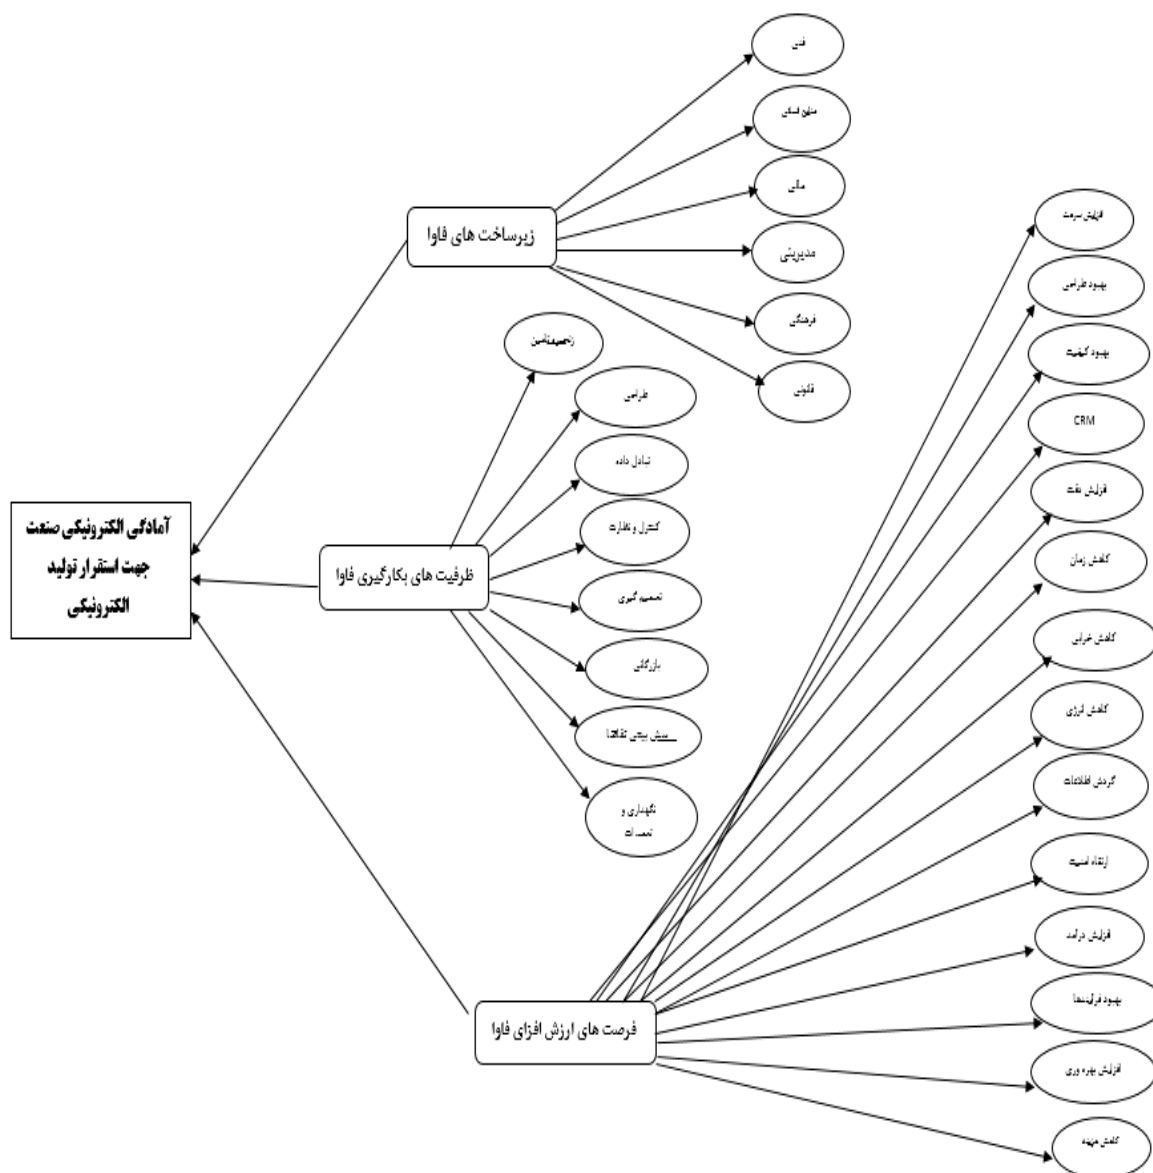 فنی
منابع انسانی
مالی
مدیریتی
فرهنگی
قانونی
زیرساخت های فاوا
طراحی
تبادل داده
کنترل و نظارت
تصمیم گیری
بازرگانی
پیش بینی تقاضا
نگهداری و
ظرفیت های بکارگیری فاوا
آمادگی الکترونیکی صنعت
جهت استقرار تولید
الکترونیکی
افزایش سرعت
بهبود طراحی
بهبود کیفیت
CRM
افزایش دقت
کاهش زمان
کاهش خرابی
کاهش انرژی
گردش اطلاعات
ارتقاء امنیت
افزایش درآمد
بهبود فرآیندها
افزایش بهره وری
کاهش هزینه
فرصت های ارزش افزای فاوا